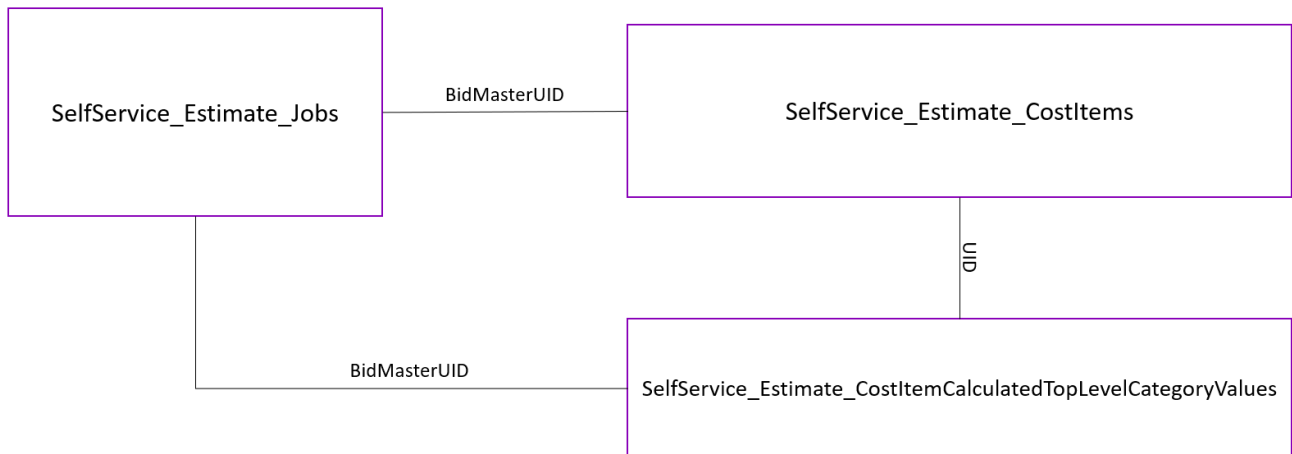 SelfService_Estimate_Jobs
BidMasterUID
SelfService_Estimate_CostItems
UID
BidMasterUID
SelfService_Estimate_CostItemCalculatedTopLevelCategoryValues